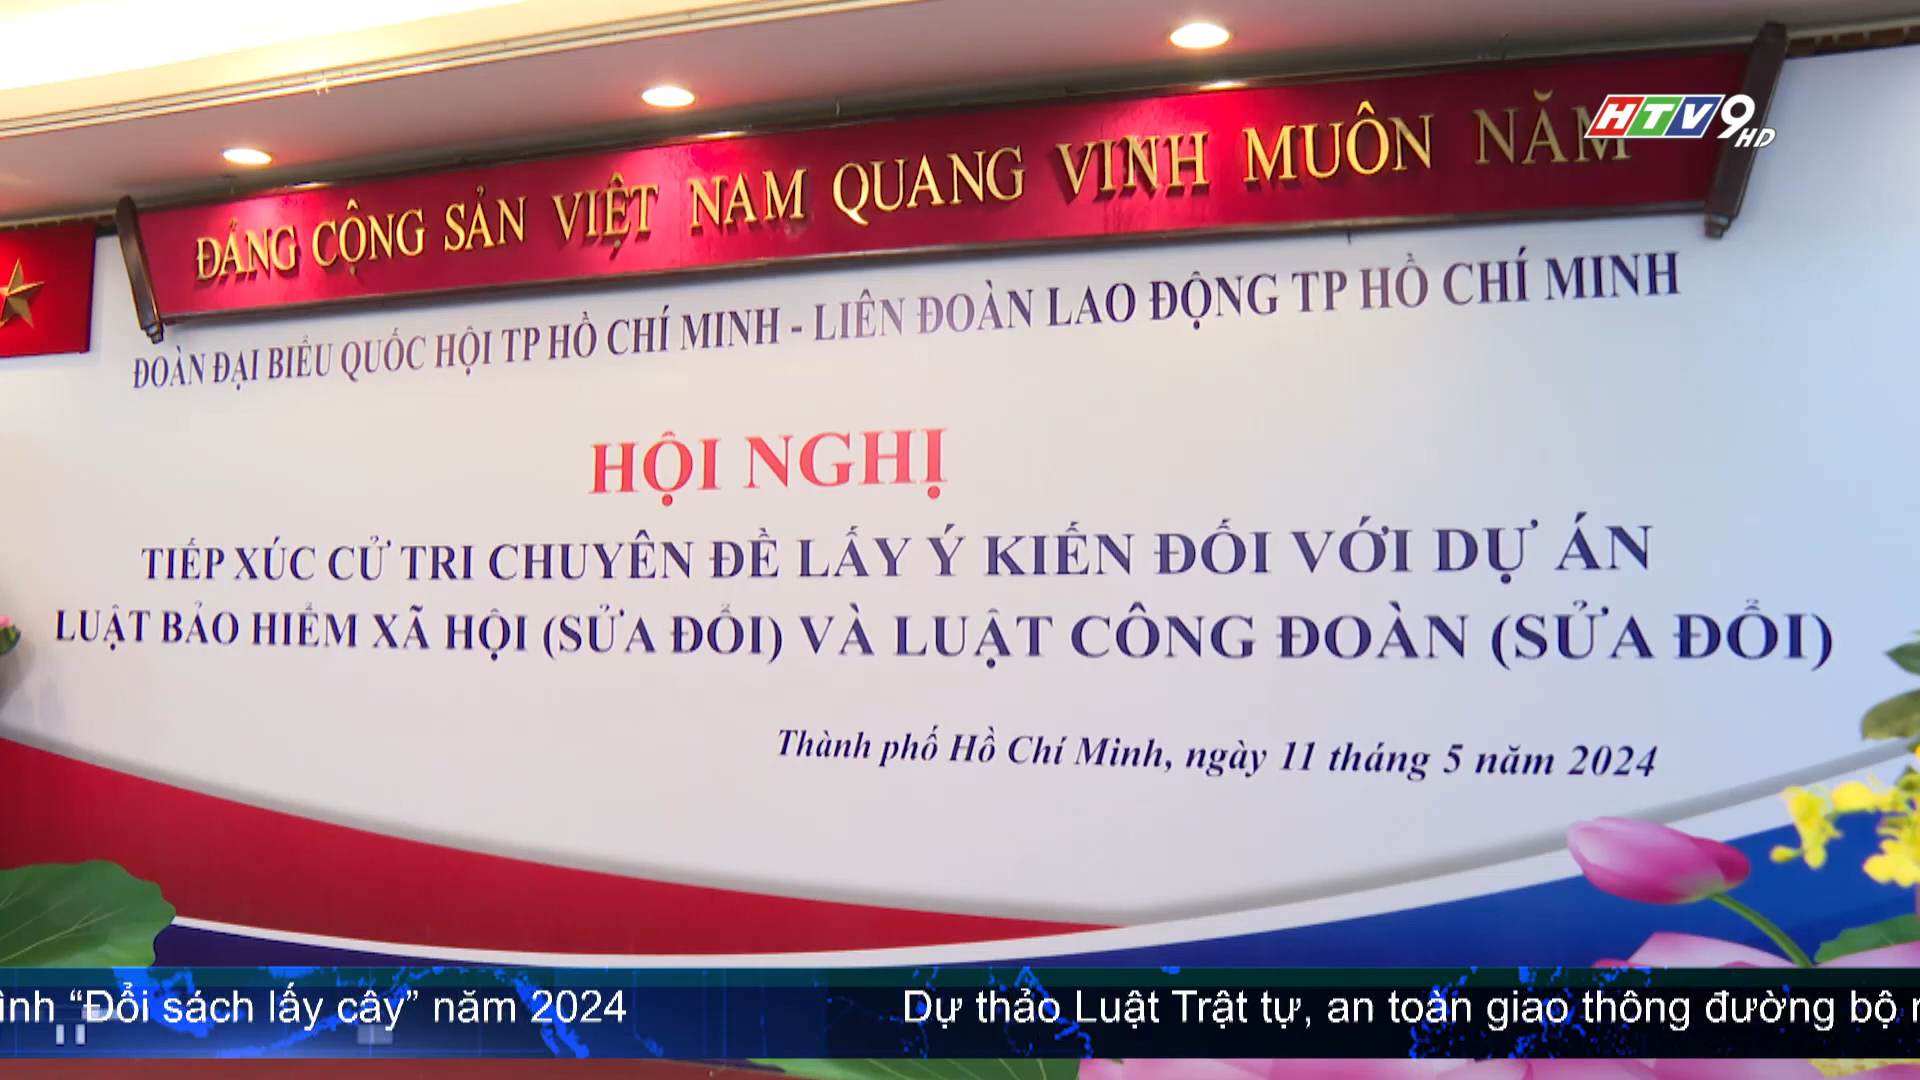 HTV9 HD
ĐẢNG CỘNG SẢN VIỆT NAM QUANG VINH MUÔN NĂM
ĐOÀN ĐẠI BIỂU QUỐC HỘI TP HỒ CHÍ MINH - LIÊN ĐOÀN LAO ĐỘNG TP HỒ CHÍ MINH
HỘI NGHỊ
TIẾP XÚC CỬ TRI CHUYÊN ĐỀ LẤY Ý KIẾN ĐỐI VỚI DỰ ÁN
LUẬT BẢO HIỂM XÃ HỘI (SỬA ĐỔI) VÀ LUẬT CÔNG ĐOÀN (SỬA ĐỔI)
Thành phố Hồ Chí Minh, ngày 11 tháng 5 năm 2024
“Đổi sách lấy cây” năm 2024 Dự thảo Luật Trật tự, an toàn giao thông đường bộ